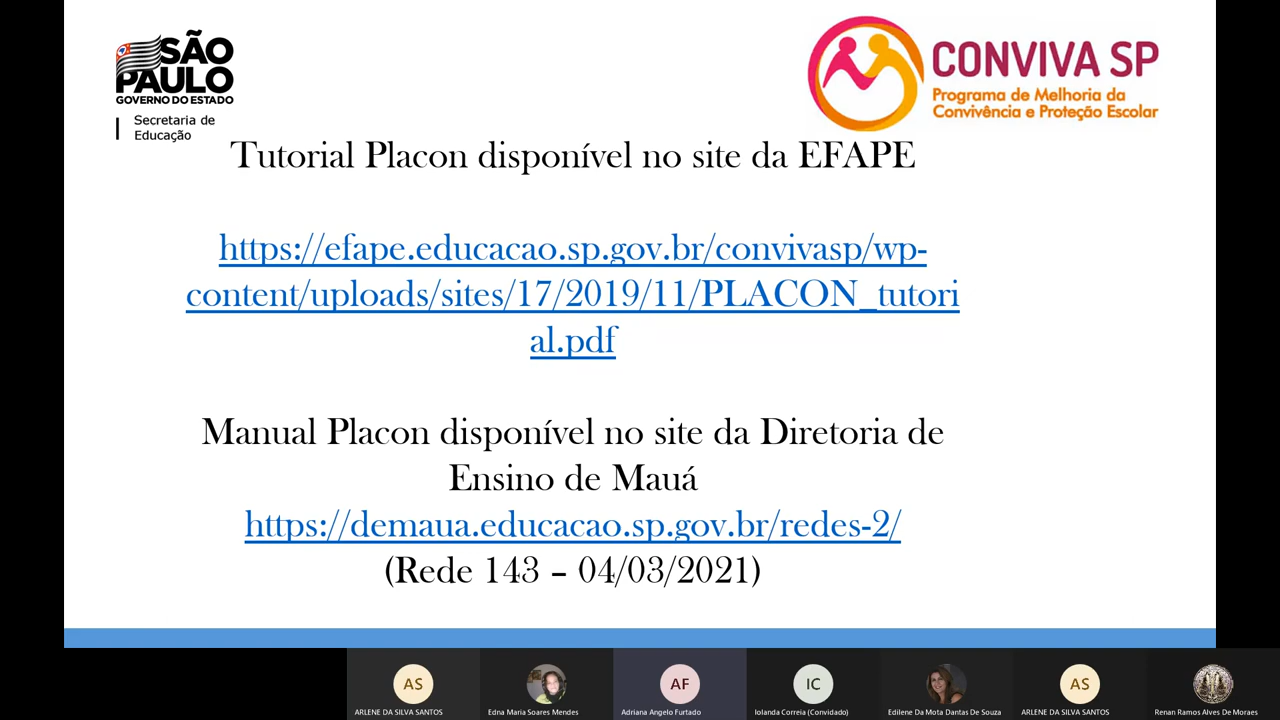 SÃO
PAULO
GOVERNO DO ESTADO
Secretaria de
Educação
CONVIVA SP
Programa de Melhoria da
Convivência e Proteção Escolar
Tutorial Placon disponível no site da EFAPE
https://efape.educacao.sp.gov.br/convivasp/wp-
content/uploads/sites/17/2019/11/PLACON_tutori
al.pdf
Manual Placon disponível no site da Diretoria de
Ensino de Mauá
https://demaua.educacao.sp.gov.br/redes-2/
(Rede 143 – 04/03/2021)
AS
AF
IC
AS
ARLENE DA SILVA SANTOS
Edna Maria Soares Mendes
Adriana Angelo Furtado
Iolanda Correia (Convidado)
Edilene Da Mota Dantas De Souza
ARLENE DA SILVA SANTOS
Renan Ramos Alves De Moraes